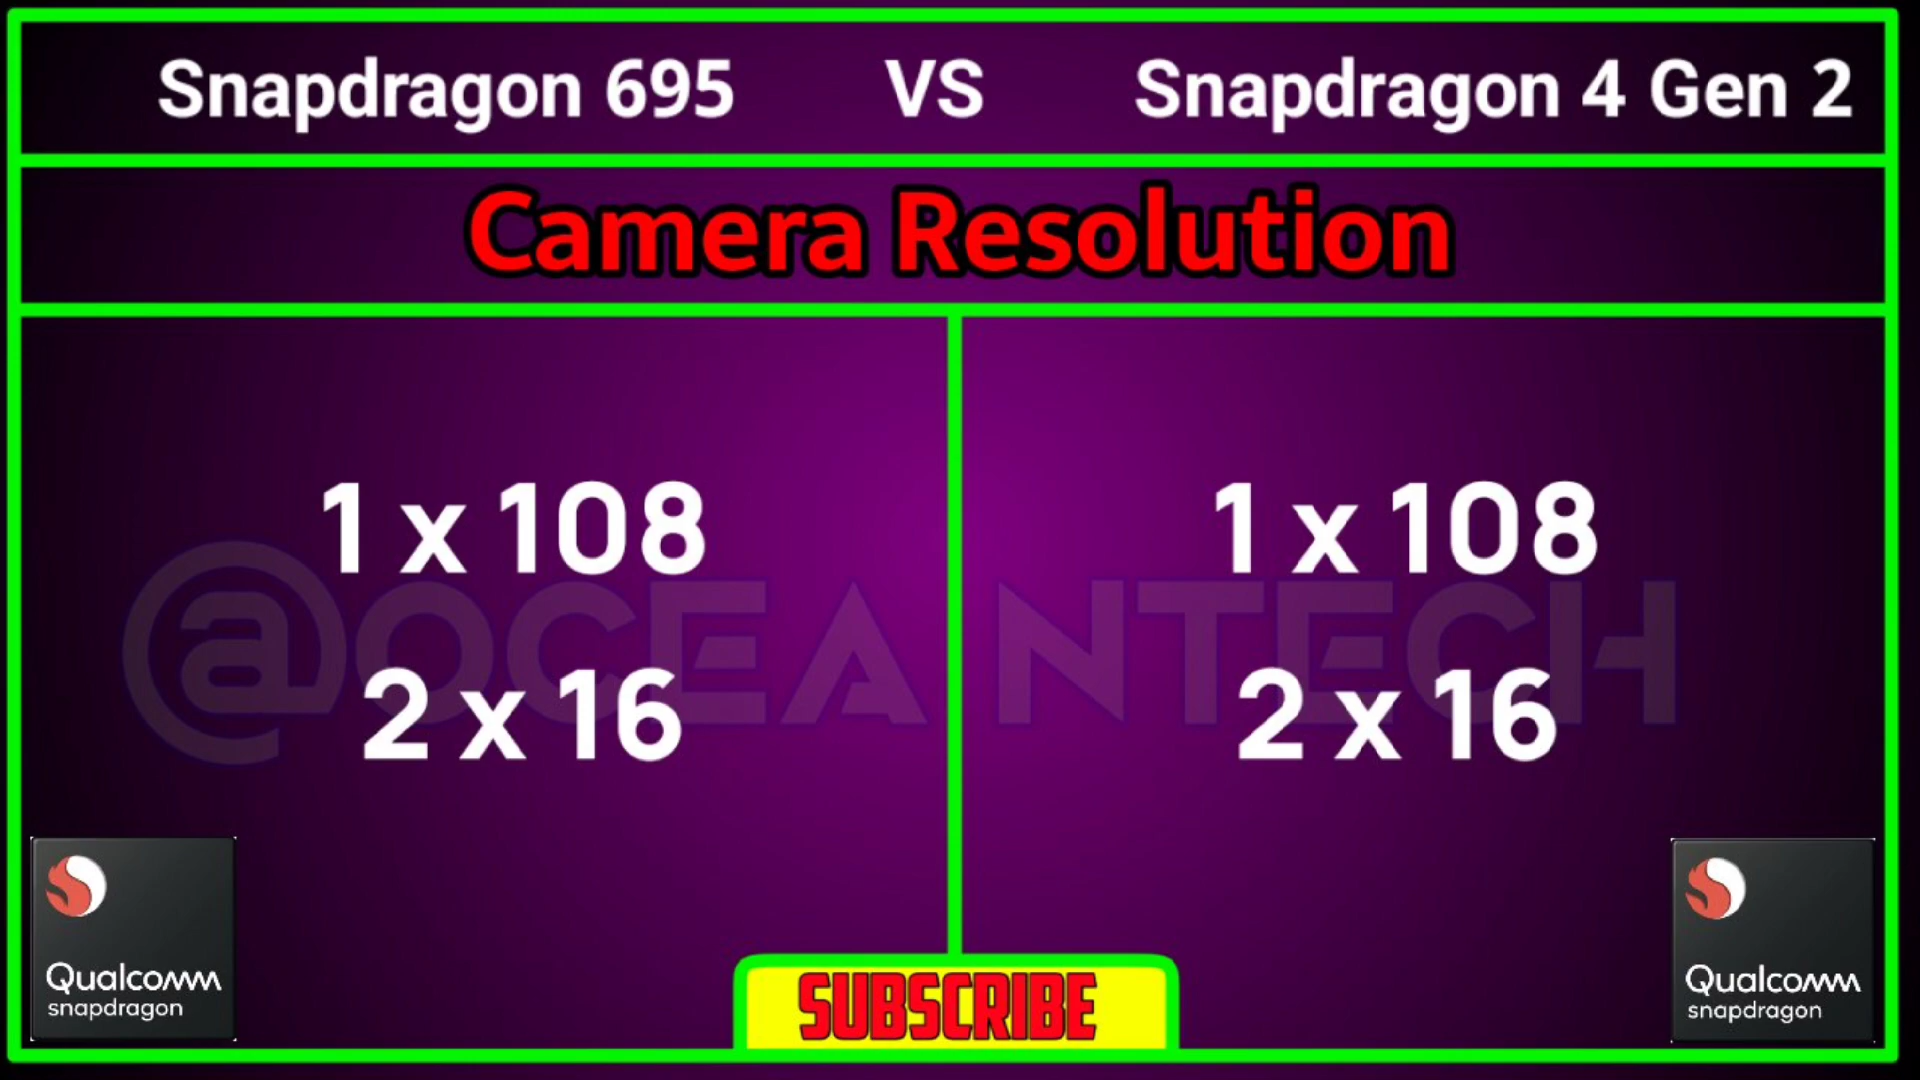 Snapdragon 695 VS Snapdragon 4 Gen 2
Camera Resolution
1 x 108 1 x 108
@OCEANTECH
2 x 16 2 x 16
Qualcomm
snapdragon
Qualcomm
snapdragon
SUBSCRIBE